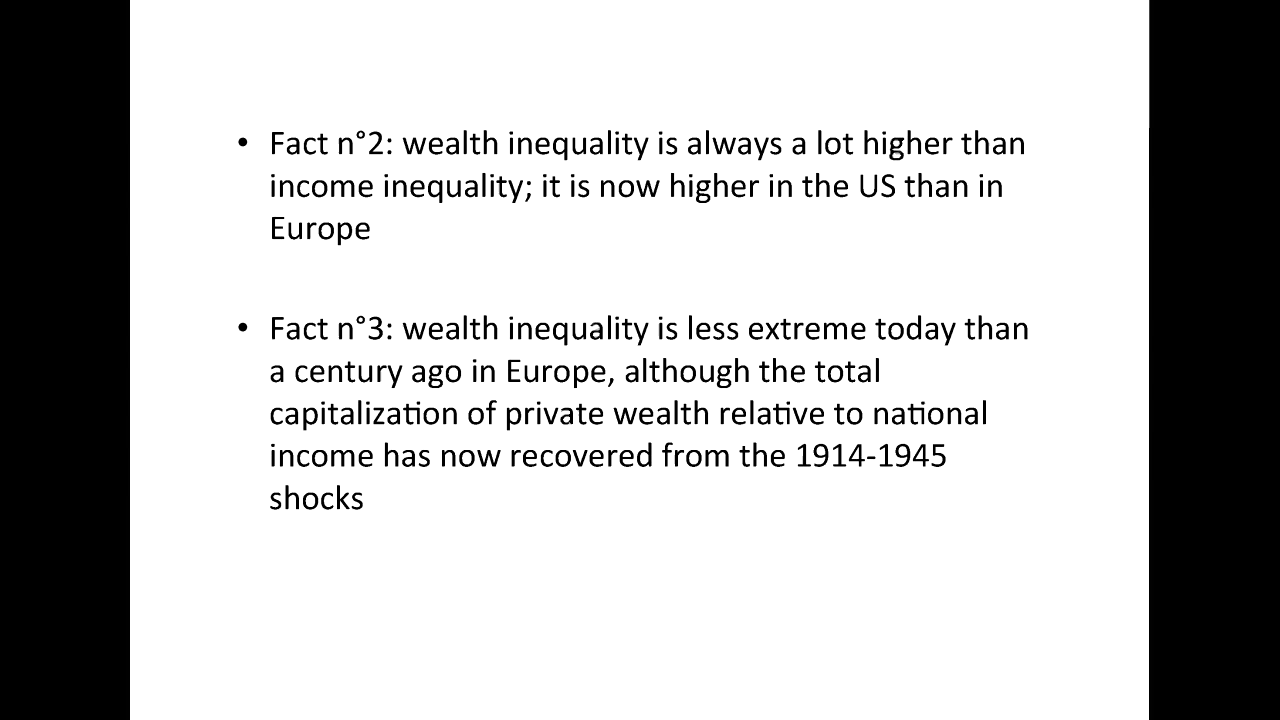 • Fact n°2: wealth inequality is always a lot higher than
income inequality; it is now higher in the US than in
Europe
• Fact n°3: wealth inequality is less extreme today than
a century ago in Europe, although the total
capitalization of private wealth relative to national
income has now recovered from the 1914-1945
shocks